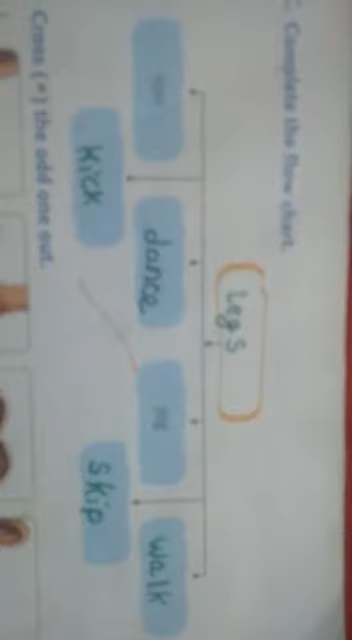 C. Complete the flow chart.
Legs
dance
walk
kick
skip
Cross (×) the odd one out.